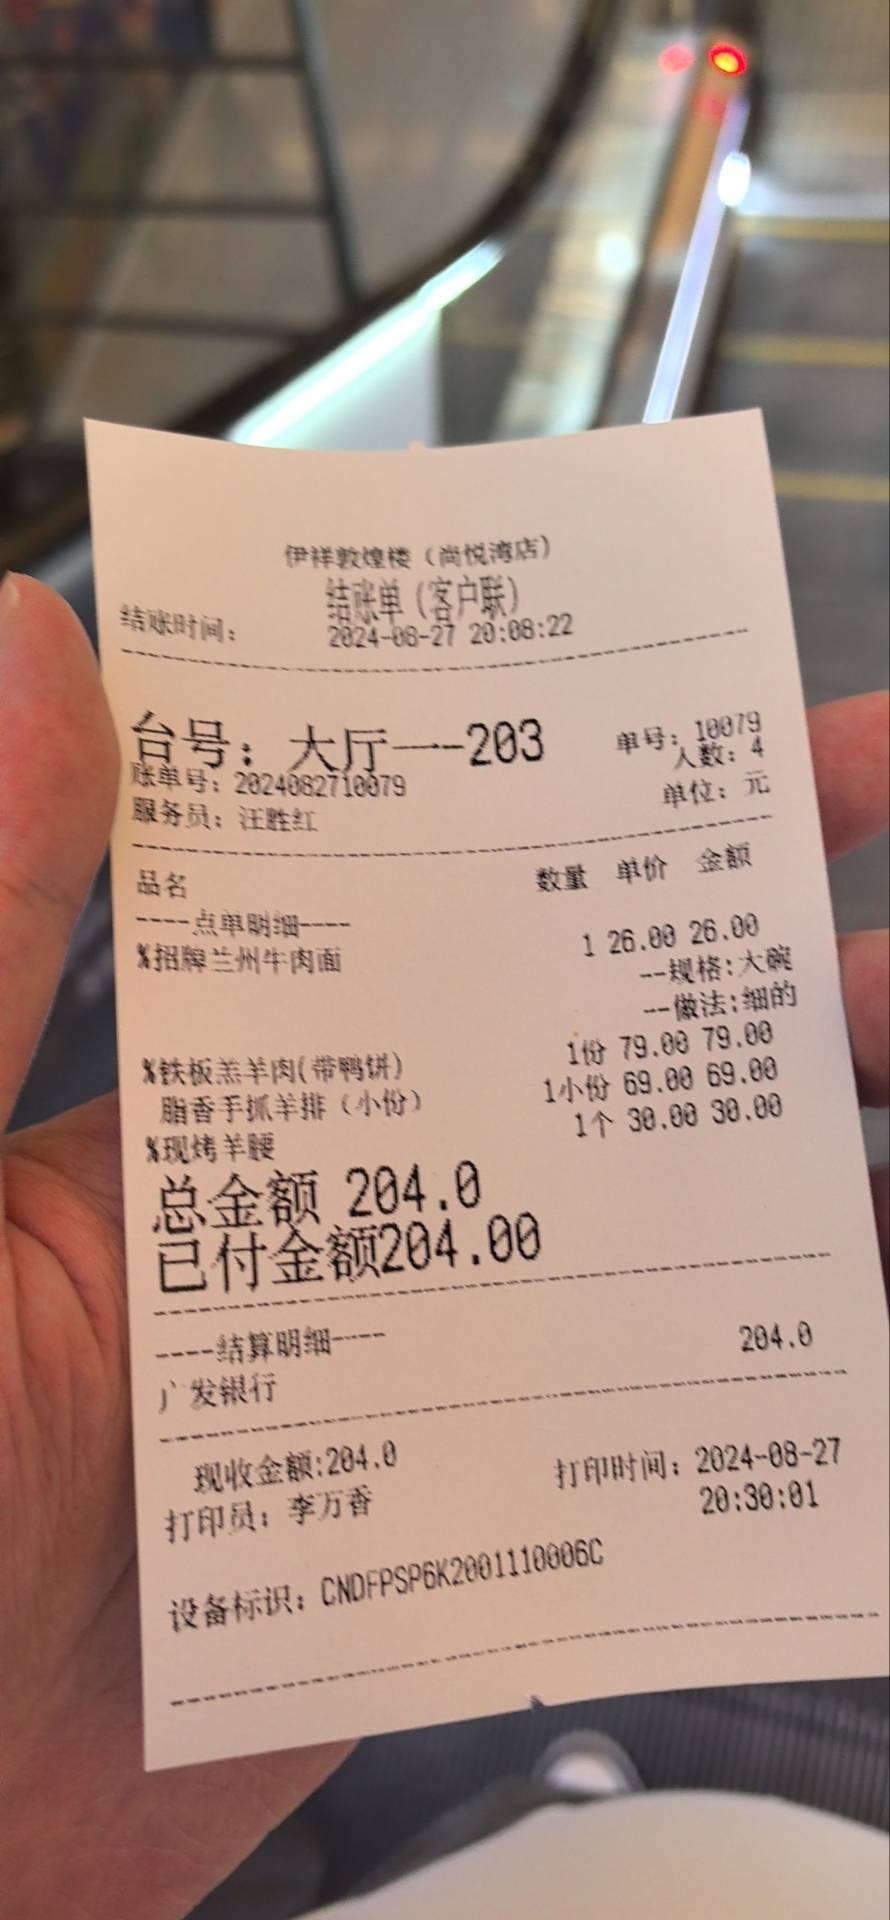 伊祥敦煌楼（尚悦湾店）
结账单（客户联）
结账时间： 2024-08-27 20:08:22
台号：大厅一--203 单号：10079
人数：4
账单号：2024082710079 单位：元
服务员：汪胜红
品名 数量 单价 金额
----点单明细----
%招牌兰州牛肉面 1 26.00 26.00
--规格:大碗
--做法:细的
%铁板羔羊肉(带鸭饼) 1份 79.00 79.00
脂香手抓羊排（小份） 1小份 69.00 69.00
%现烤羊腰 1个 30.00 30.00
总金额 204.0
已付金额204.00
----结算明细----
广发银行 204.0
现收金额:204.0
打印员：李万香 打印时间：2024-08-27
20:30:01
设备标识：CNDFPSP6K2001110006C